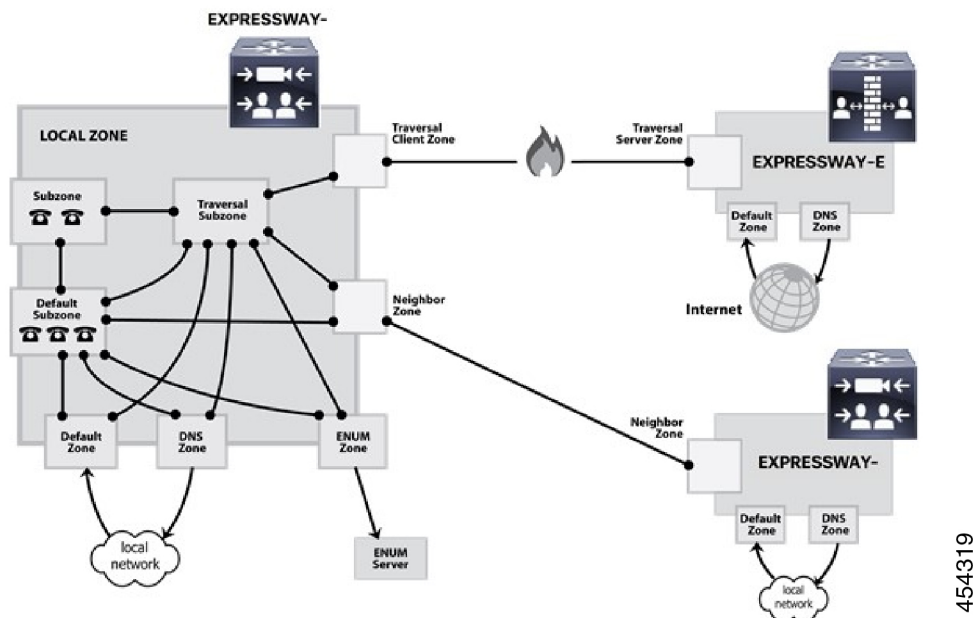 EXPRESSWAY-
LOCAL ZONE
Traversal
Client Zone
Traversal
Server Zone
EXPRESSWAY-E
Subzone
Traversal
Subzone
Default
Zone
DNS
Zone
Default
Subzone
Neighbor
Zone
Internet
Default
Zone
DNS
Zone
ENUM
Zone
Neighbor
Zone
EXPRESSWAY-
local
network
ENUM
Server
Default
Zone
DNS
Zone
local
network
454319